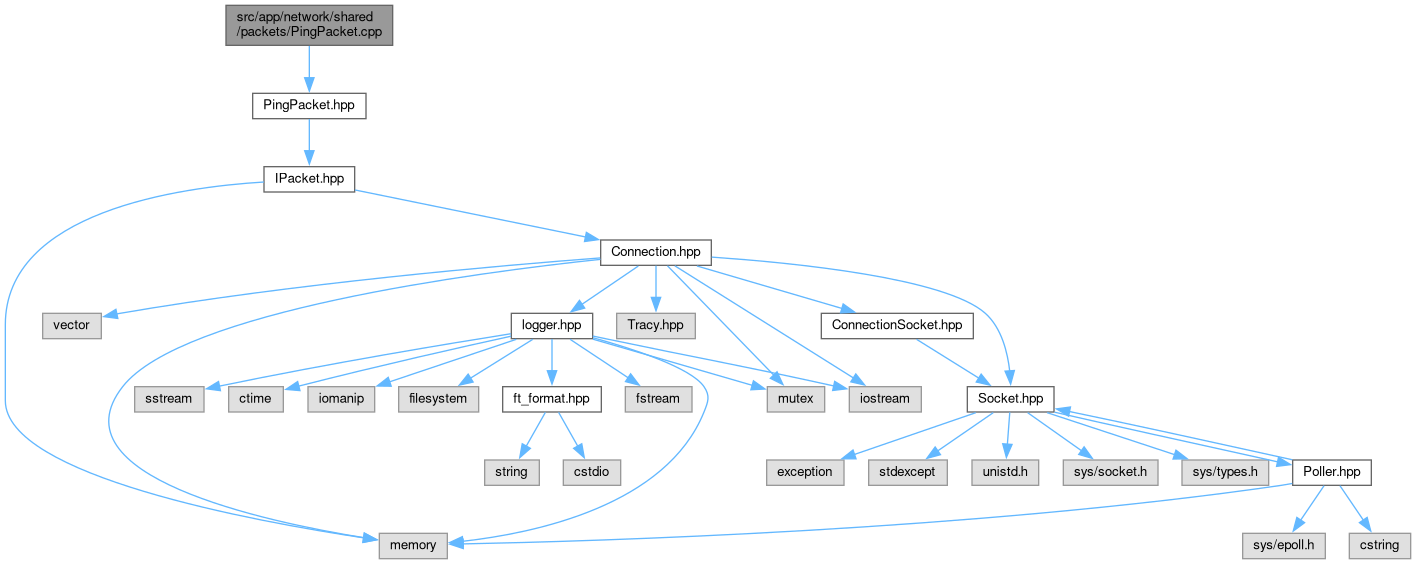 src/app/network/shared
/packets/PingPacket.cpp
PingPacket.hpp
IPacket.hpp
Connection.hpp
vector
logger.hpp
Tracy.hpp
ConnectionSocket.hpp
sstream
ctime
iomanip
filesystem
ft_format.hpp
fstream
mutex
iostream
Socket.hpp
string
cstdio
exception
stdexcept
unistd.h
sys/socket.h
sys/types.h
Poller.hpp
memory
sys/epoll.h
cstring